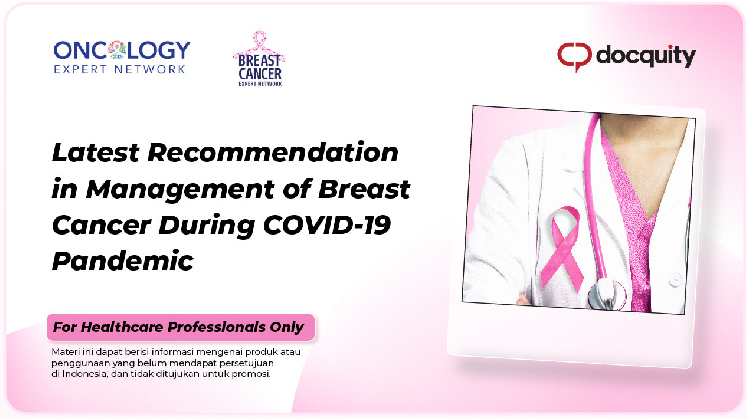 ONCOLOGY
EXPERT NETWORK
BREAST
CANCER
EXPERT NETWORK
docquity
Latest Recommendation
in Management of Breast
Cancer During COVID-19
Pandemic
For Healthcare Professionals Only
Materi ini dapat berisi informasi mengenai produk atau
penggunaan yang belum mendapat persetujuan
di Indonesia, dan tidak ditujukan untuk promosi.